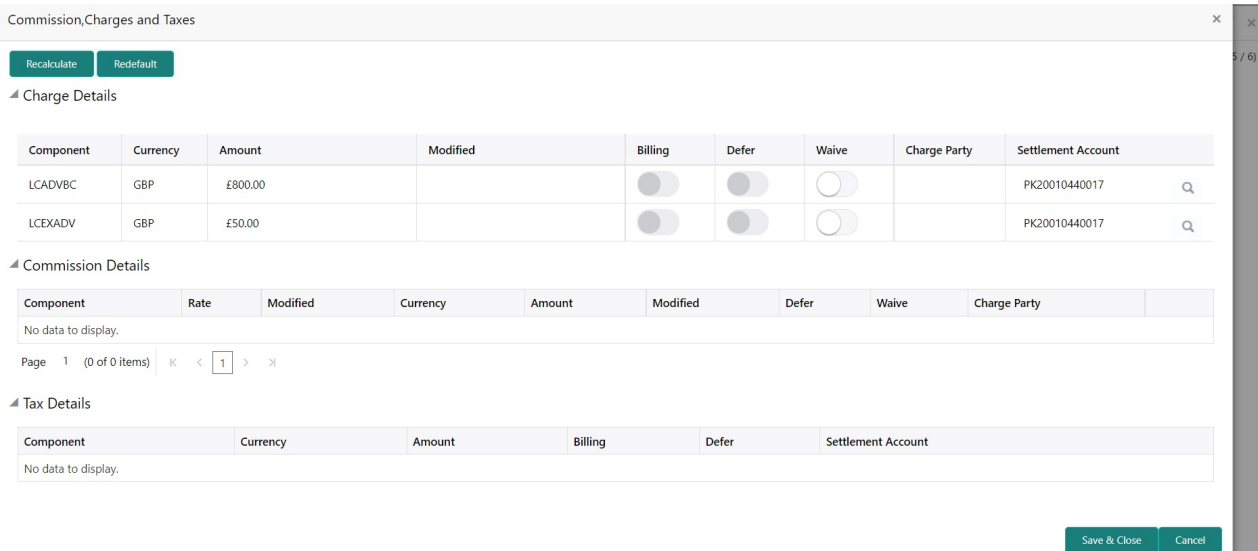 Commission,Charges and Taxes
Recalculate Redefault
5 / 6)
Charge Details
Component Currency Amount Modified Billing Defer Waive Charge Party Settlement Account
LCADVBC GBP £800.00 PK20010440017
LCEXADV GBP £50.00 PK20010440017
Commission Details
Component Rate Modified Currency Amount Modified Defer Waive Charge Party
No data to display.
Page 1 (0 of 0 items) 1
Tax Details
Component Currency Amount Billing Defer Settlement Account
No data to display.
Save & Close Cancel